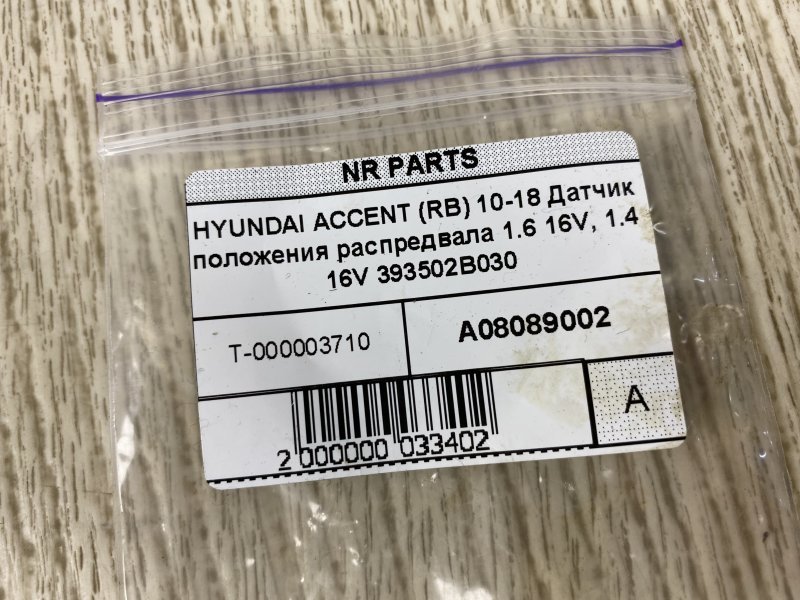 NR PARTS
HYUNDAI ACCENT (RB) 10-18 Датчик
положения распредвала 1.6 16V, 1.4
16V 393502B030
T-000003710
A08089002
A
2 000000 033402